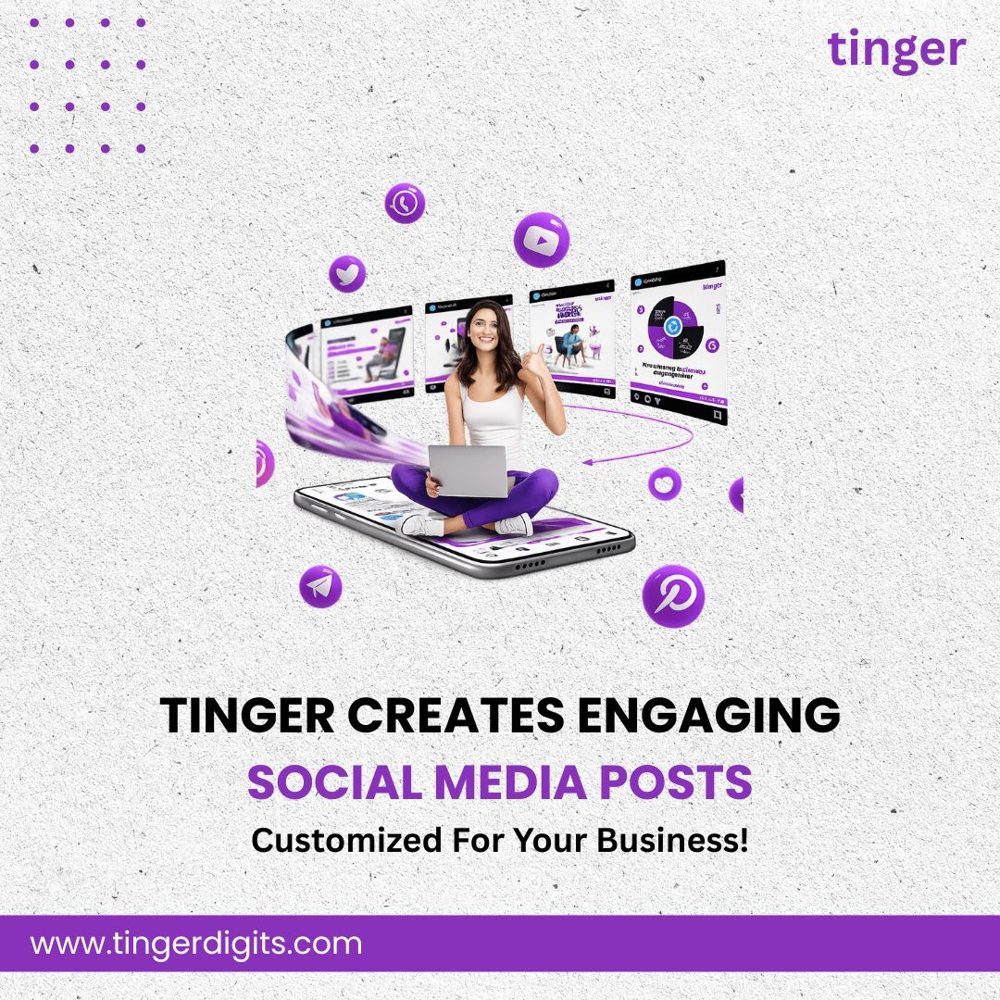 tinger
TINGER CREATES ENGAGING
SOCIAL MEDIA POSTS
Customized For Your Business!
www.tingerdigits.com